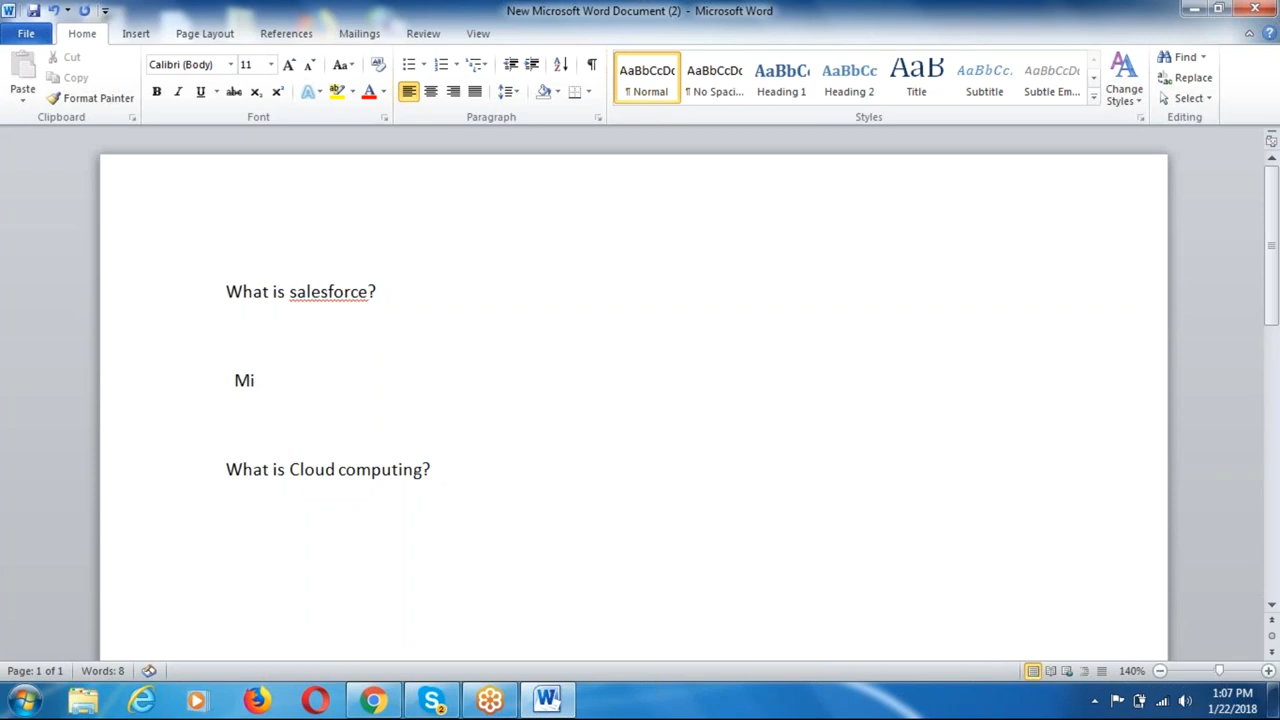 New Microsoft Word Document (2) - Microsoft Word
File Home Insert Page Layout References Mailings Review View
Paste
Cut
Copy
Format Painter
Clipboard
Calibri (Body) 11
Font
Paragraph
AaBbCcDc AaBbCcDc AaBbC AaBbCc AaB AaBbCc. AaBbCcDc
¶ Normal ¶ No Spaci... Heading 1 Heading 2 Title Subtitle Subtle Em...
Change
Styles
Styles
Find
Replace
Select
Editing
What is salesforce?
Mi
What is Cloud computing?
Page: 1 of 1 Words: 8 140%
1:07 PM
1/22/2018